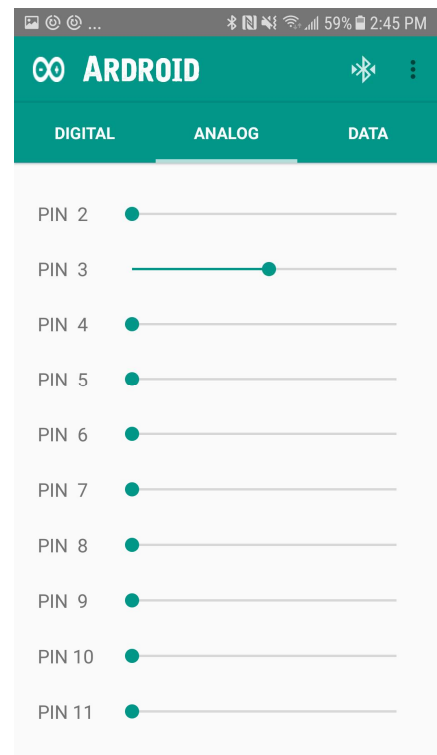 ... 59% 2:45 PM
ARDROID
DIGITAL ANALOG DATA
PIN 2
PIN 3
PIN 4
PIN 5
PIN 6
PIN 7
PIN 8
PIN 9
PIN 10
PIN 11